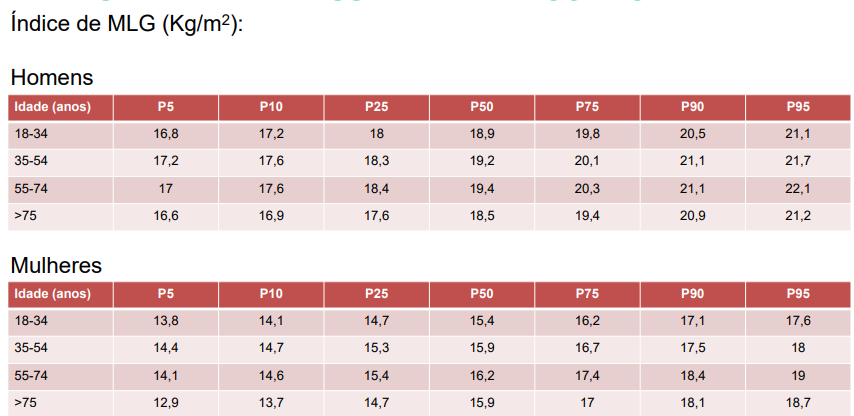 Índice de MLG (Kg/m²):
Homens
Idade (anos) P5 P10 P25 P50 P75 P90 P95
18-34 16,8 17,2 18 18,9 19,8 20,5 21,1
35-54 17,2 17,6 18,3 19,2 20,1 21,1 21,7
55-74 17 17,6 18,4 19,4 20,3 21,1 22,1
>75 16,6 16,9 17,6 18,5 19,4 20,9 21,2
Mulheres
Idade (anos) P5 P10 P25 P50 P75 P90 P95
18-34 13,8 14,1 14,7 15,4 16,2 17,1 17,6
35-54 14,4 14,7 15,3 15,9 16,7 17,5 18
55-74 14,1 14,6 15,4 16,2 17,4 18,4 19
>75 12,9 13,7 14,7 15,9 17 18,1 18,7